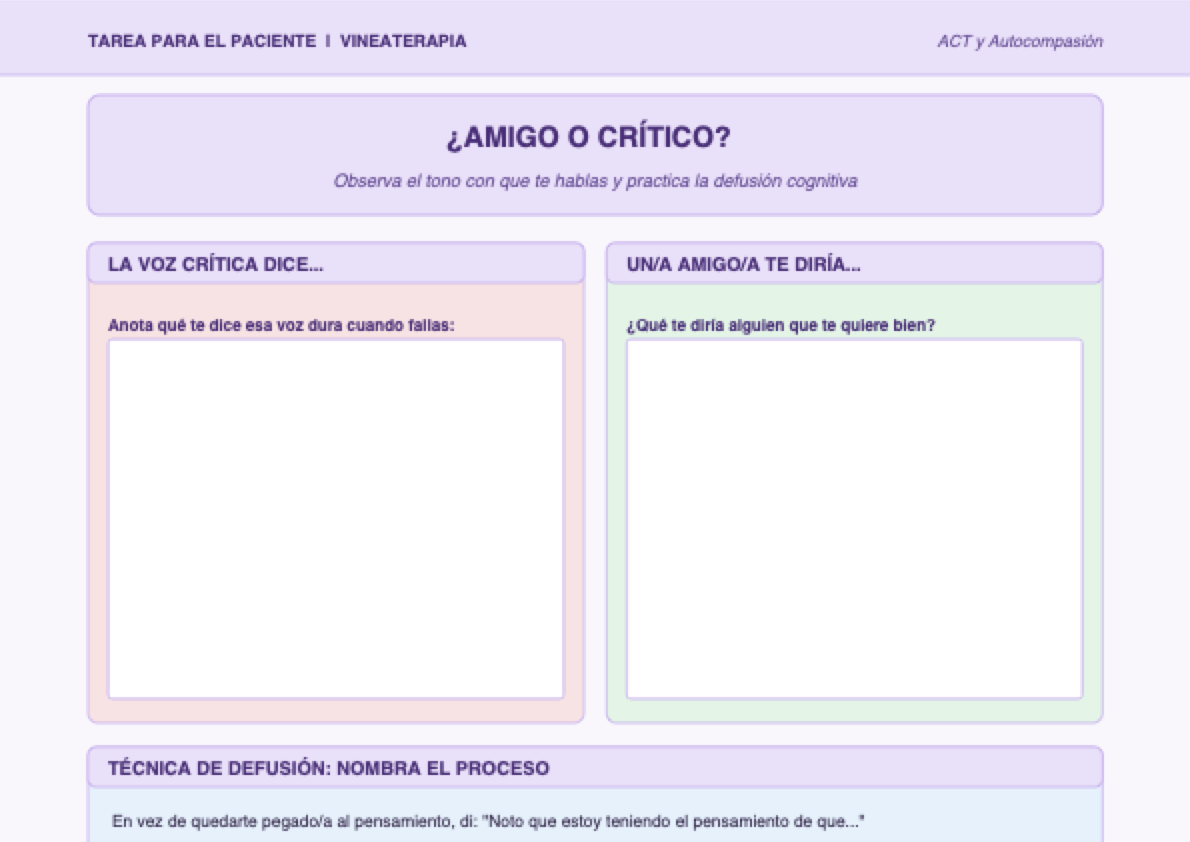 TAREA PARA EL PACIENTE | VINEATERAPIA
ACT y Autocompasión
¿AMIGO O CRÍTICO?
Observa el tono con que te hablas y practica la defusión cognitiva
LA VOZ CRÍTICA DICE...
Anota qué te dice esa voz dura cuando fallas:
UN/A AMIGO/A TE DIRÍA...
¿Qué te diría alguien que te quiere bien?
TÉCNICA DE DEFUSIÓN: NOMBRA EL PROCESO
En vez de quedarte pegado/a al pensamiento, di: "Noto que estoy teniendo el pensamiento de que..."